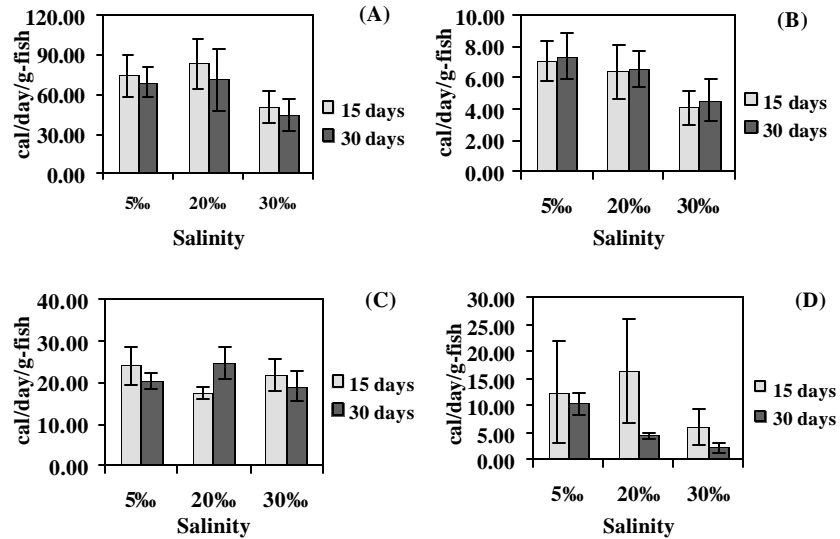 (A)
cal/day/g-fish
120.00
90.00
60.00
30.00
0.00
5‰ 20‰ 30‰
Salinity
15 days
30 days
(B)
cal/day/g-fish
8.00
6.00
4.00
2.00
0.00
5‰ 20‰ 30‰
Salinity
15 days
30 days
(C)
cal/day/g-fish
40.00
30.00
20.00
10.00
0.00
5‰ 20‰ 30‰
Salinity
15 days
30 days
(D)
cal/day/g-fish
30.00
25.00
20.00
15.00
10.00
5.00
0.00
5‰ 20‰ 30‰
Salinity
15 days
30 days